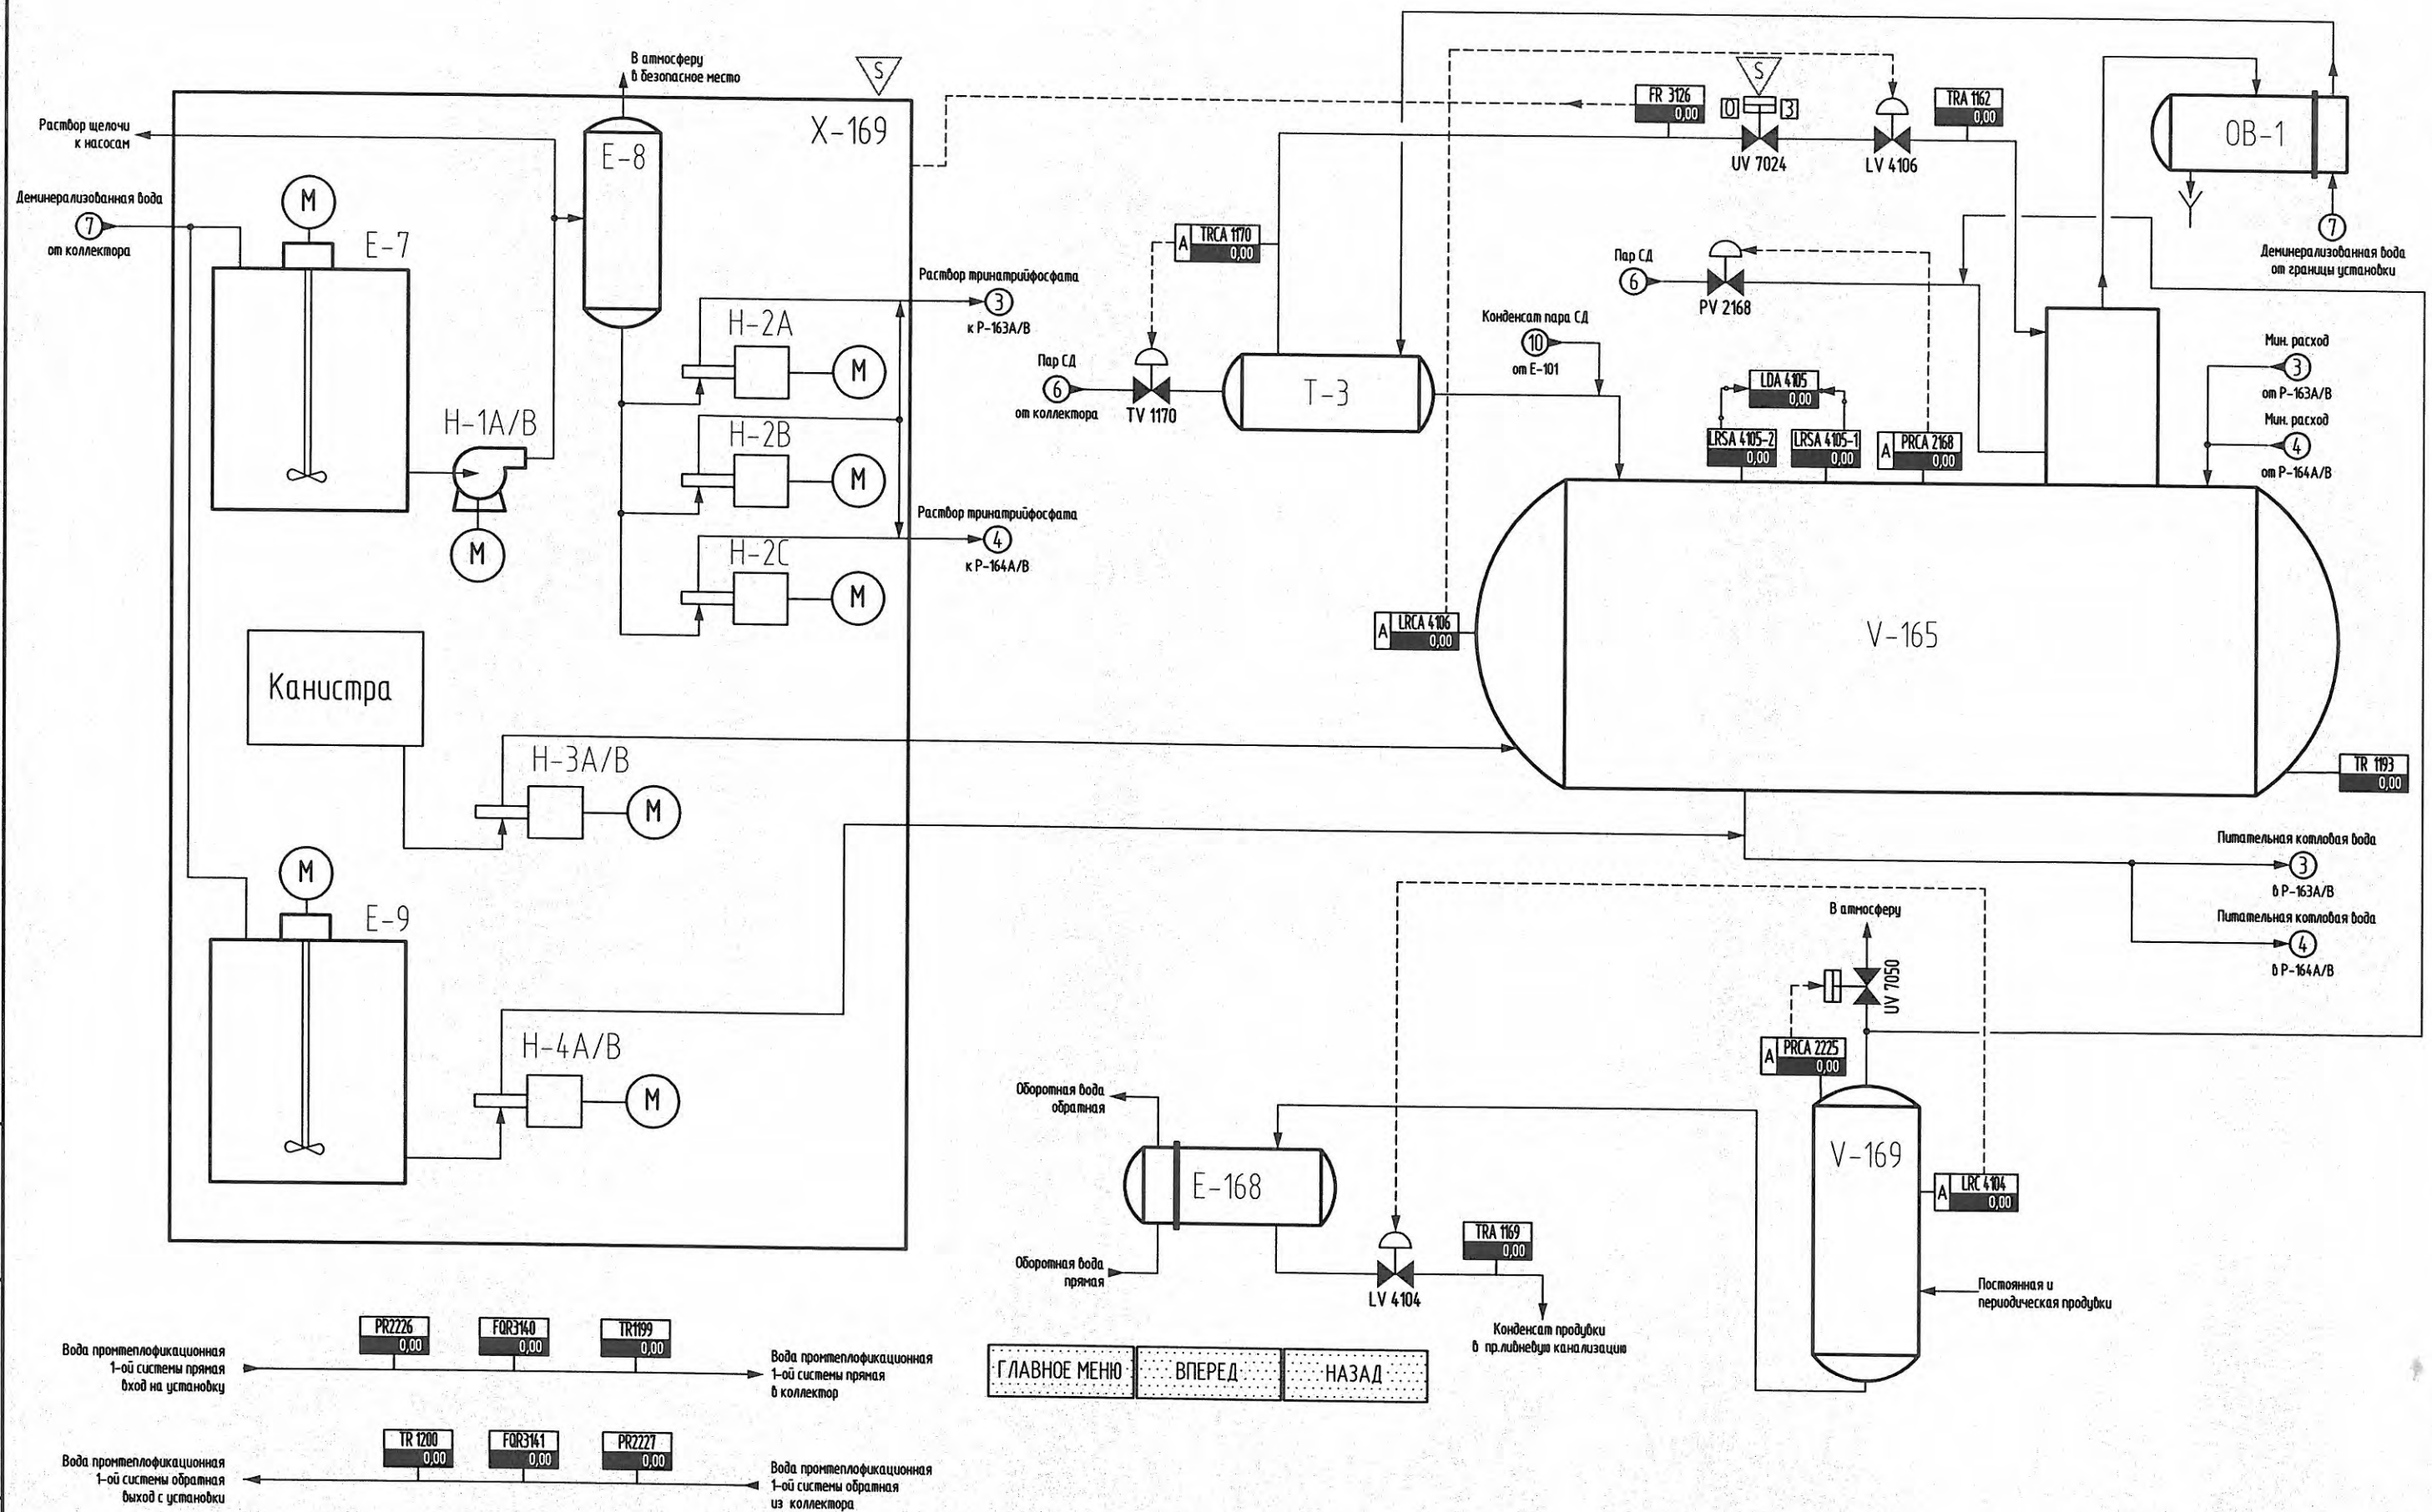 В атмосферу
в безопасное место
S
X-169
Раствор щелочи
к насосам
E-8
Деминерализованная вода
7
от коллектора
M
E-7
H-1A/B
M
H-2A
M
H-2B
M
H-2C
M
Раствор тринатрийфосфата
3
к P-163A/B
Раствор тринатрийфосфата
4
к P-164A/B
Канистра
H-3A/B
M
M
E-9
H-4A/B
M
FR 3126
0,00
S
0
3
UV 7024
LV 4106
TRA 1162
0,00
OB-1
7
Деминерализованная вода
от границы установки
A
TRCA 1170
0,00
Пар СД
6
от коллектора
TV 1170
T-3
Конденсат пара СД
10
от E-101
Пар СД
6
PV 2168
LDA 4105
0,00
LRSA 4105-2
0,00
LRSA 4105-1
0,00
A
PRCA 2168
0,00
Мин. расход
3
от P-163A/B
Мин. расход
4
от P-164A/B
A
LRCA 4106
0,00
V-165
TR 1193
0,00
Питательная котловая вода
3
в P-163A/B
Питательная котловая вода
4
в P-164A/B
В атмосферу
UV 7050
A
PRCA 2225
0,00
V-169
A
LRC 4104
0,00
Постоянная и
периодическая продувки
Оборотная вода
обратная
E-168
Оборотная вода
прямая
LV 4104
TRA 1169
0,00
Конденсат продувки
в пр.ливневую канализацию
ГЛАВНОЕ МЕНЮ
ВПЕРЕД
НАЗАД
Вода промтеплофикационная
1-ой системы прямая
вход на установку
PR2226
0,00
FQR3140
0,00
TR1199
0,00
Вода промтеплофикационная
1-ой системы прямая
в коллектор
Вода промтеплофикационная
1-ой системы обратная
выход с установки
TR 1200
0,00
FQR3141
0,00
PR2227
0,00
Вода промтеплофикационная
1-ой системы обратная
из коллектора